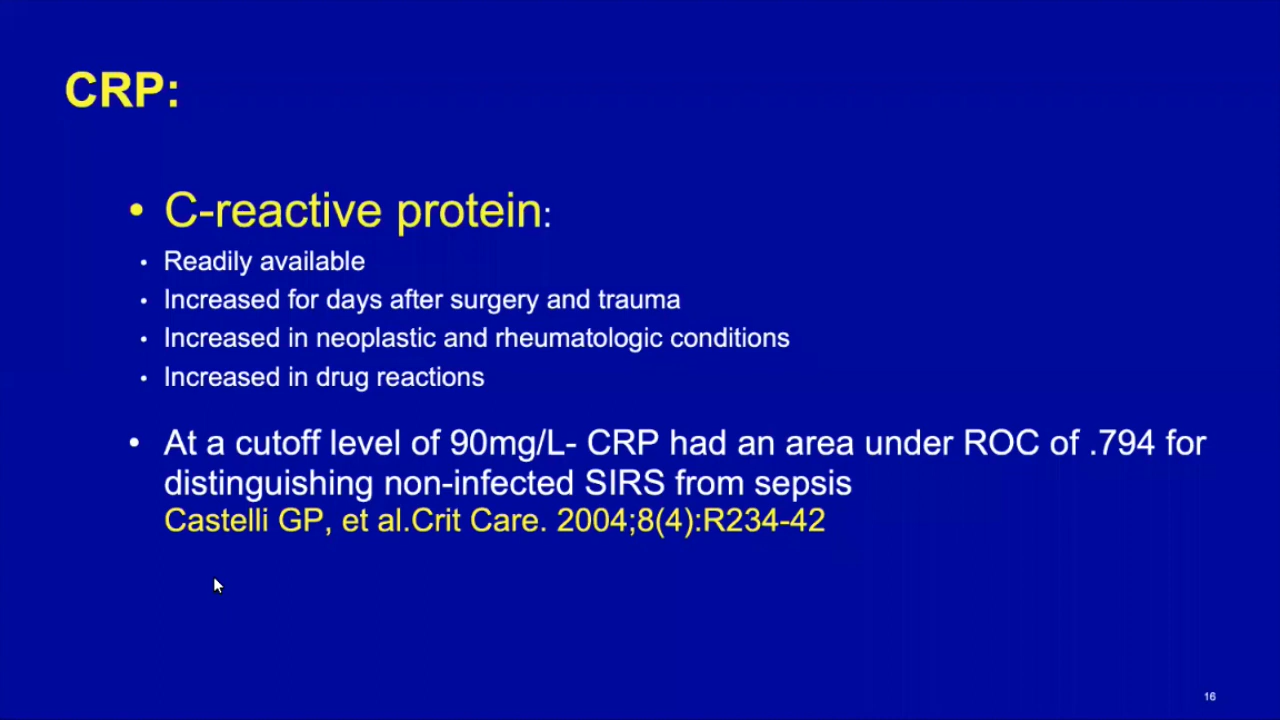 CRP:
• C-reactive protein:
• Readily available
• Increased for days after surgery and trauma
• Increased in neoplastic and rheumatologic conditions
• Increased in drug reactions
• At a cutoff level of 90mg/L- CRP had an area under ROC of .794 for
distinguishing non-infected SIRS from sepsis
Castelli GP, et al.Crit Care. 2004;8(4):R234-42
16